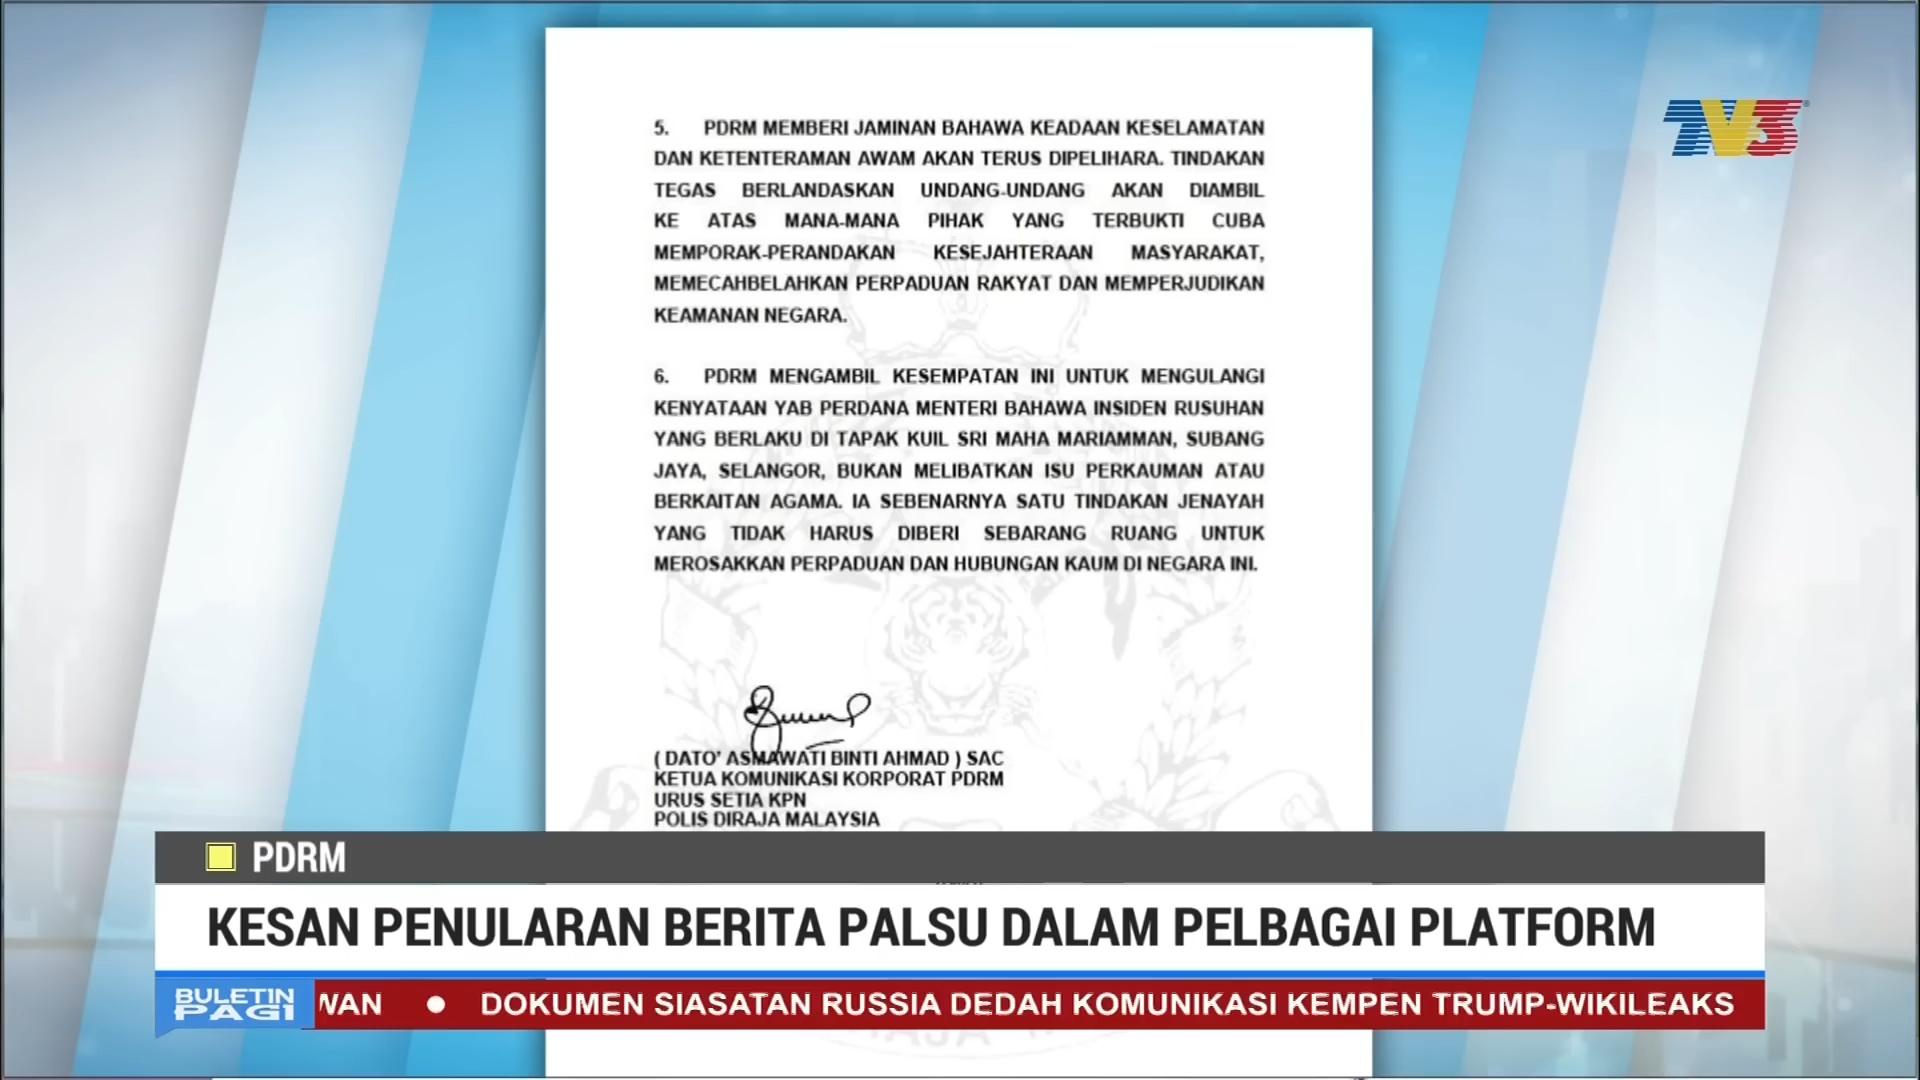 5. PDRM MEMBERI JAMINAN BAHAWA KEADAAN KESELAMATAN
DAN KETENTERAMAN AWAM AKAN TERUS DIPELIHARA. TINDAKAN
TEGAS BERLANDASKAN UNDANG-UNDANG AKAN DIAMBIL
KE ATAS MANA-MANA PIHAK YANG TERBUKTI CUBA
MEMPORAK-PERANDAKAN KESEJAHTERAAN MASYARAKAT,
MEMECAHBELAHKAN PERPADUAN RAKYAT DAN MEMPERJUDIKAN
KEAMANAN NEGARA.
6. PDRM MENGAMBIL KESEMPATAN INI UNTUK MENGULANGI
KENYATAAN YAB PERDANA MENTERI BAHAWA INSIDEN RUSUHAN
YANG BERLAKU DI TAPAK KUIL SRI MAHA MARIAMMAN, SUBANG
JAYA, SELANGOR, BUKAN MELIBATKAN ISU PERKAUMAN ATAU
BERKAITAN AGAMA. IA SEBENARNYA SATU TINDAKAN JENAYAH
YANG TIDAK HARUS DIBERI SEBARANG RUANG UNTUK
MEROSAKKAN PERPADUAN DAN HUBUNGAN KAUM DI NEGARA INI.
( DATO' ASMAWATI BINTI AHMAD ) SAC
KETUA KOMUNIKASI KORPORAT PDRM
URUS SETIA KPN
POLIS DIRAJA MALAYSIA
TV3
PDRM
KESAN PENULARAN BERITA PALSU DALAM PELBAGAI PLATFORM
BULETIN
PAGI
WAN ● DOKUMEN SIASATAN RUSSIA DEDAH KOMUNIKASI KEMPEN TRUMP-WIKILEAKS